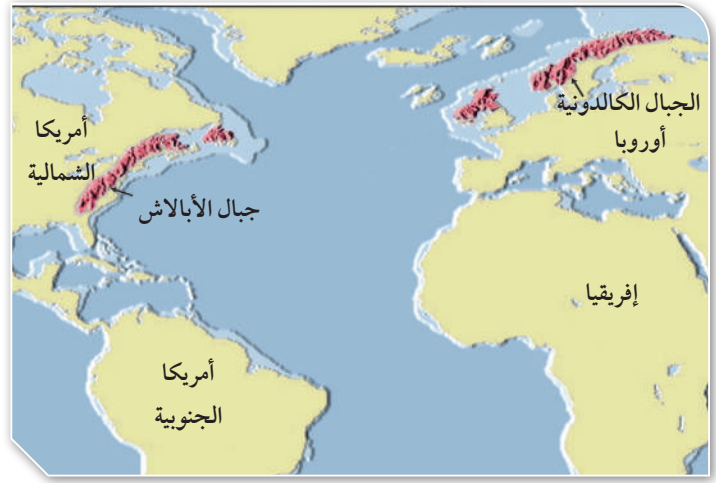 الجبال الكالدونية
أوروبا
أمريكا
الشمالية
جبال الأبالاش
إفريقيا
أمريكا
الجنوبية